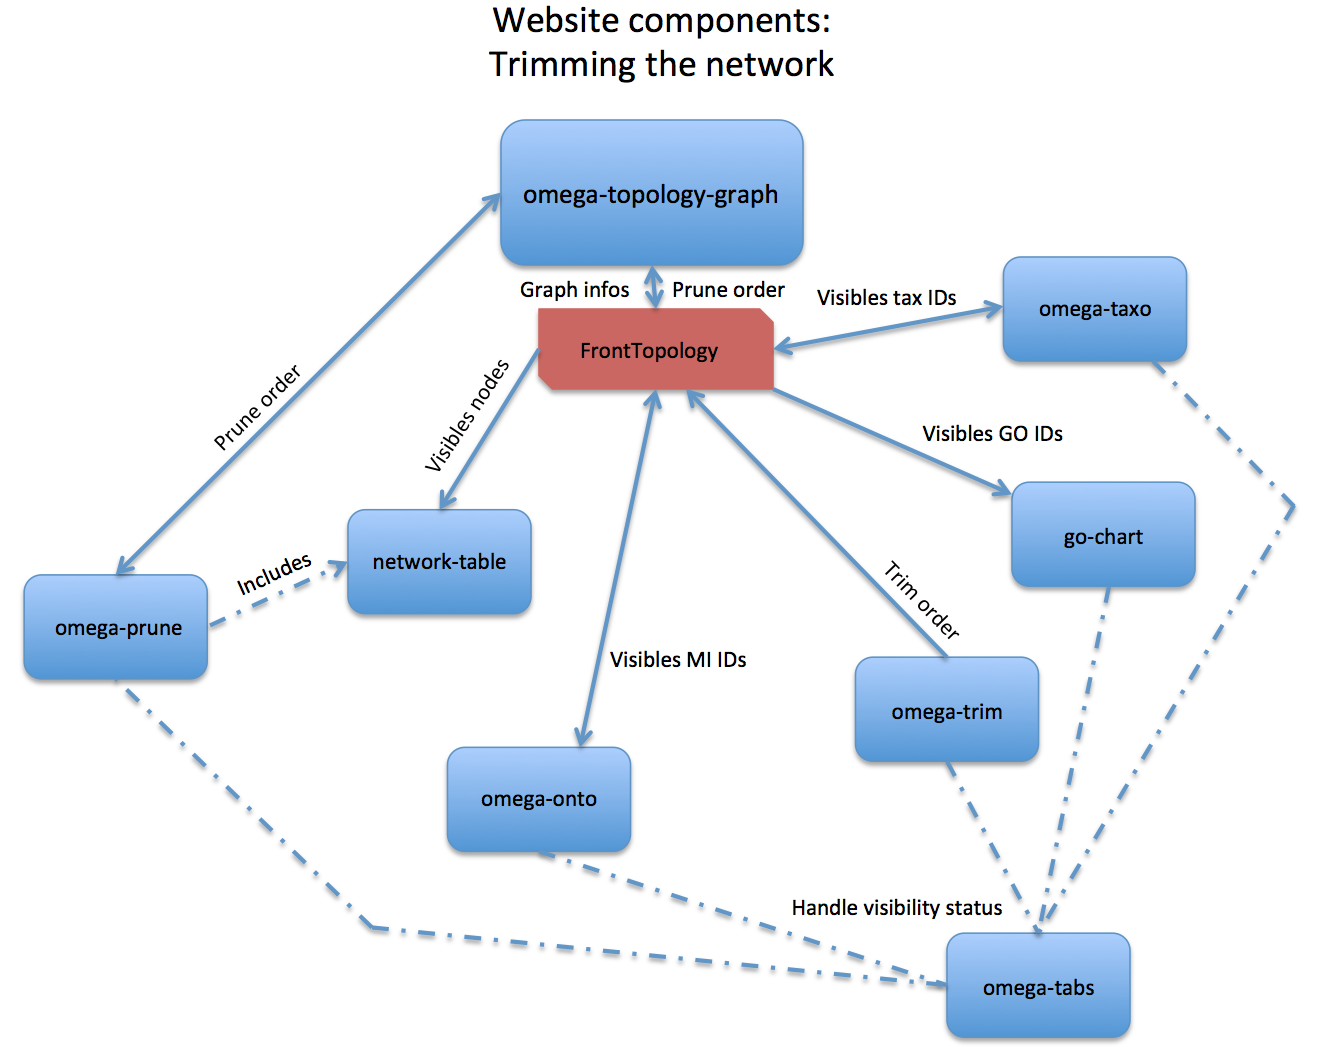 Website components:
Trimming the network
omega-topology-graph
Graph infos
Prune order
Visibles tax IDs
omega-taxo
FrontTopology
Prune order
Visibles nodes
Visibles GO IDs
network-table
go-chart
Includes
omega-prune
Trim order
Visibles MI IDs
omega-trim
omega-onto
Handle visibility status
omega-tabs